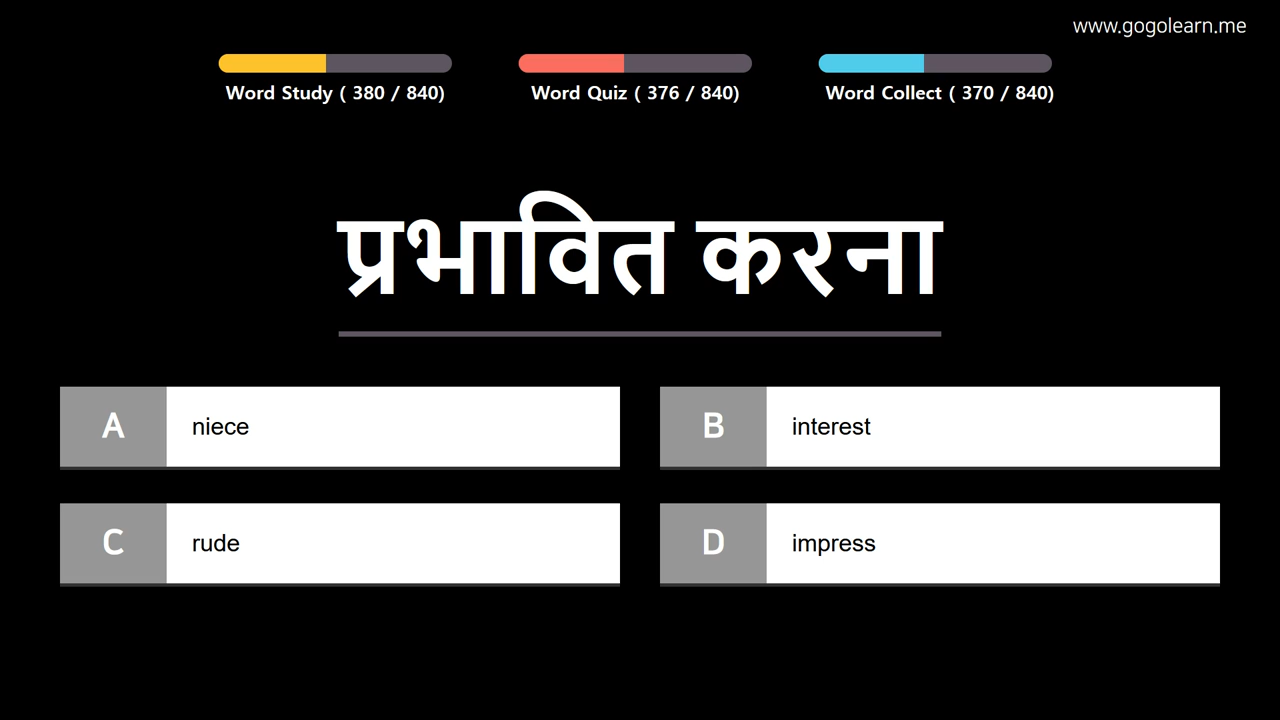 www.gogolearn.me
Word Study ( 380 / 840)
Word Quiz ( 376 / 840)
Word Collect ( 370 / 840)
प्रभावित करना
A niece
B interest
C rude
D impress